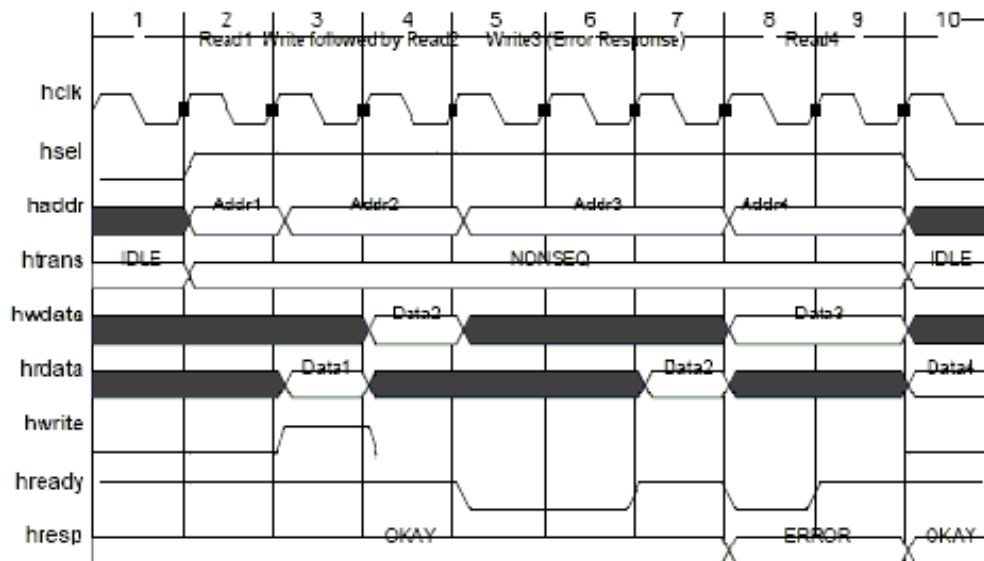 1 2 3 4 5 6 7 8 9 10
Read1 Write followed by Read2 Write3 (Error Response) Read4
hclk
hsel
haddr Addr1 Addr2 Addr3 Addr4
htrans IDLE NONSEQ IDLE
hwdata Data2 Data3
hrdata Data1 Data2 Data4
hwrite
hready
hresp OKAY ERROR OKAY